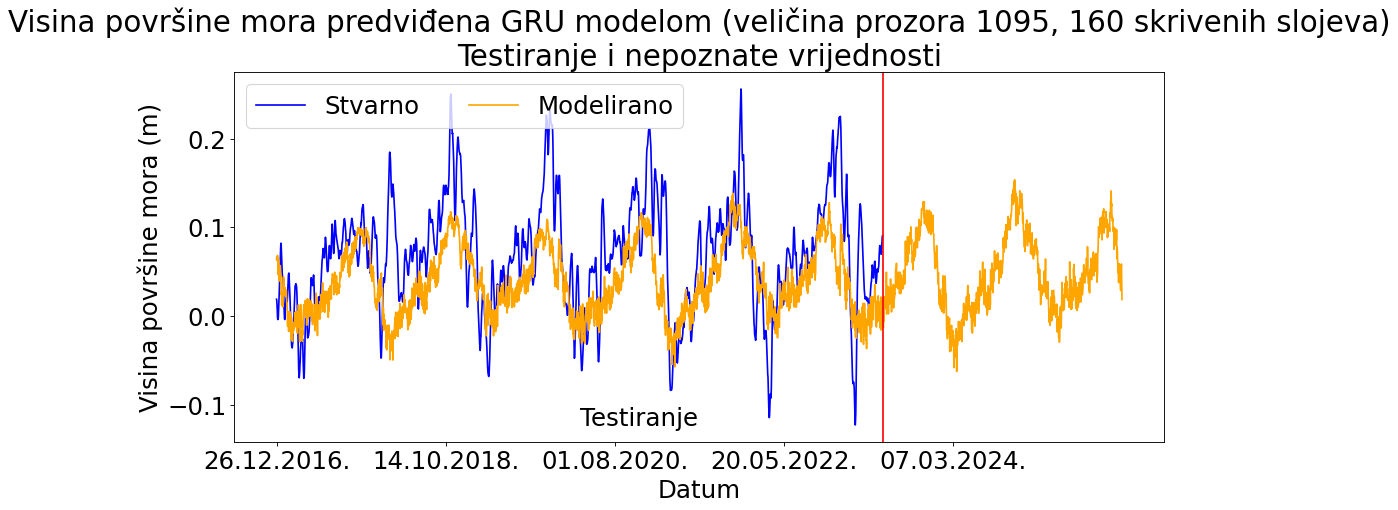 Visina površine mora predviđena GRU modelom (veličina prozora 1095, 160 skrivenih slojeva)
Testiranje i nepoznate vrijednosti
Stvarno Modelirano
Visina površine mora (m)
0.2
0.1
0.0
−0.1
Testiranje
26.12.2016. 14.10.2018. 01.08.2020. 20.05.2022. 07.03.2024.
Datum